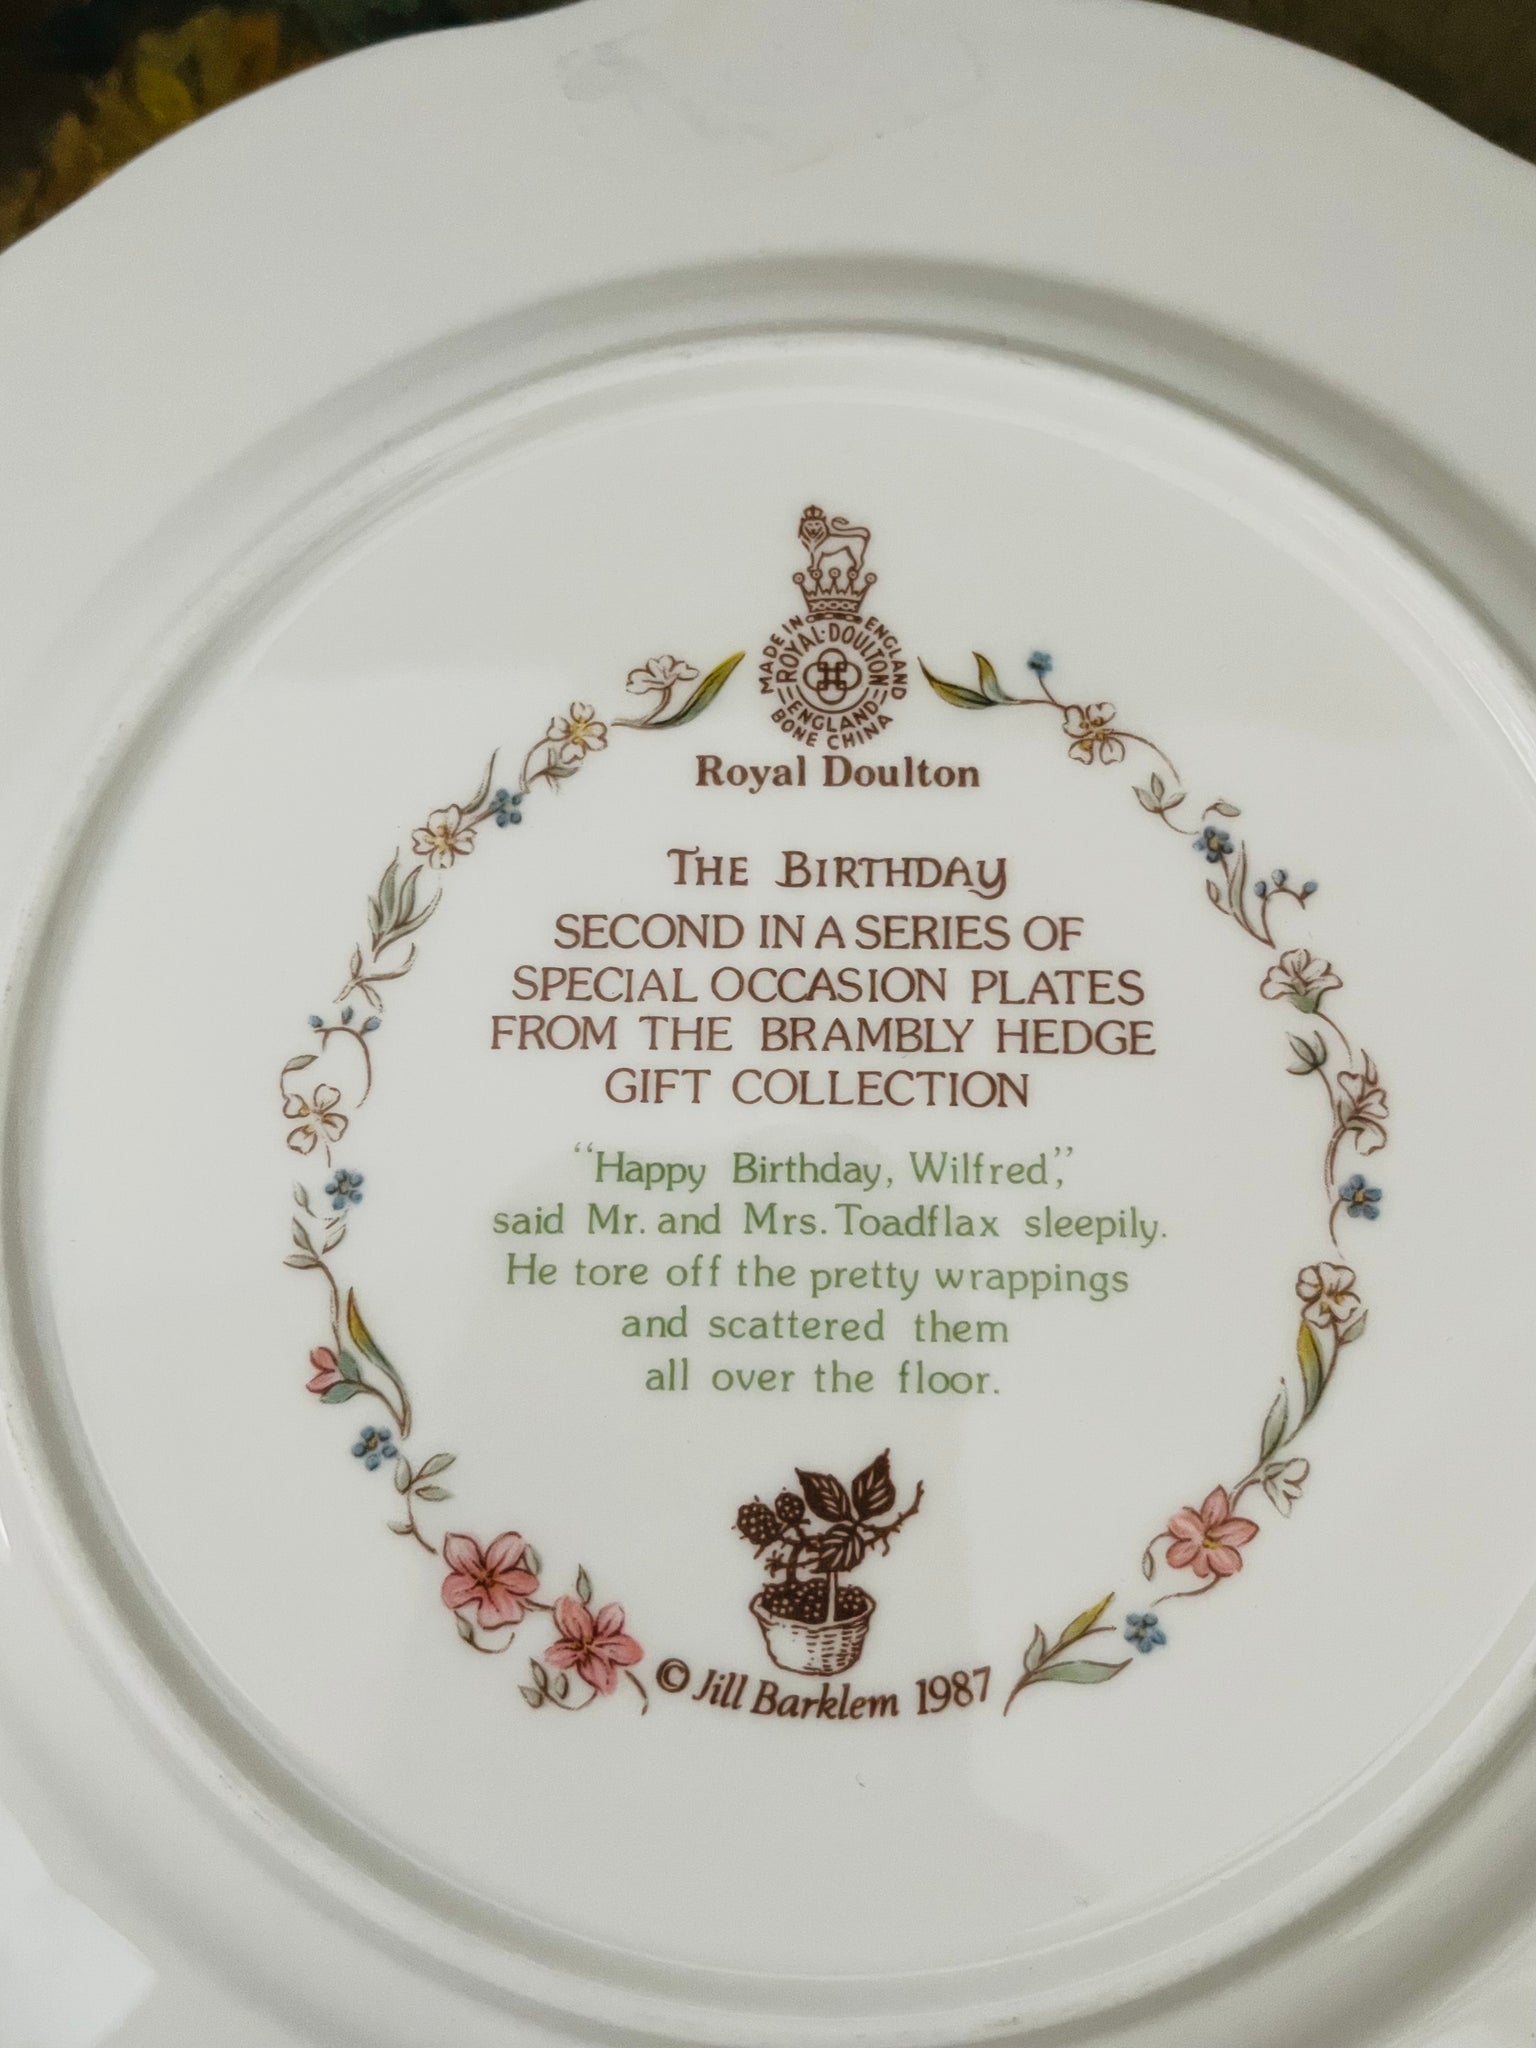 MADE IN ENGLAND
ROYAL·DOULTON
ENGLAND
BONE CHINA
Royal Doulton
THE BIRTHDAY
SECOND IN A SERIES OF
SPECIAL OCCASION PLATES
FROM THE BRAMBLY HEDGE
GIFT COLLECTION
“Happy Birthday, Wilfred,”
said Mr. and Mrs. Toadflax sleepily.
He tore off the pretty wrappings
and scattered them
all over the floor.
© Jill Barklem 1987